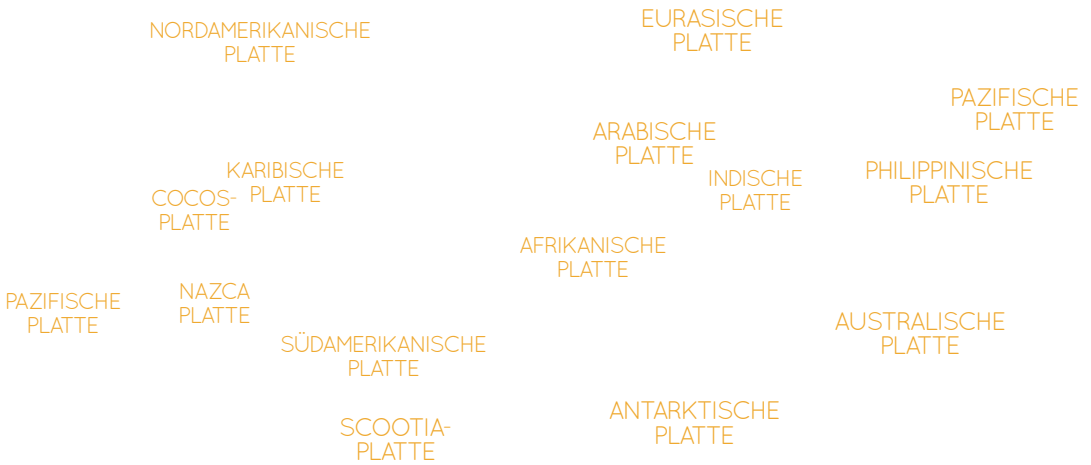 NORDAMERIKANISCHE
PLATTE
EURASISCHE
PLATTE
PAZIFISCHE
PLATTE
ARABISCHE
PLATTE
KARIBISCHE
PLATTE
INDISCHE
PLATTE
PHILIPPINISCHE
PLATTE
COCOS-
PLATTE
AFRIKANISCHE
PLATTE
PAZIFISCHE
PLATTE
NAZCA
PLATTE
AUSTRALISCHE
PLATTE
SÜDAMERIKANISCHE
PLATTE
SCOOTIA-
PLATTE
ANTARKTISCHE
PLATTE